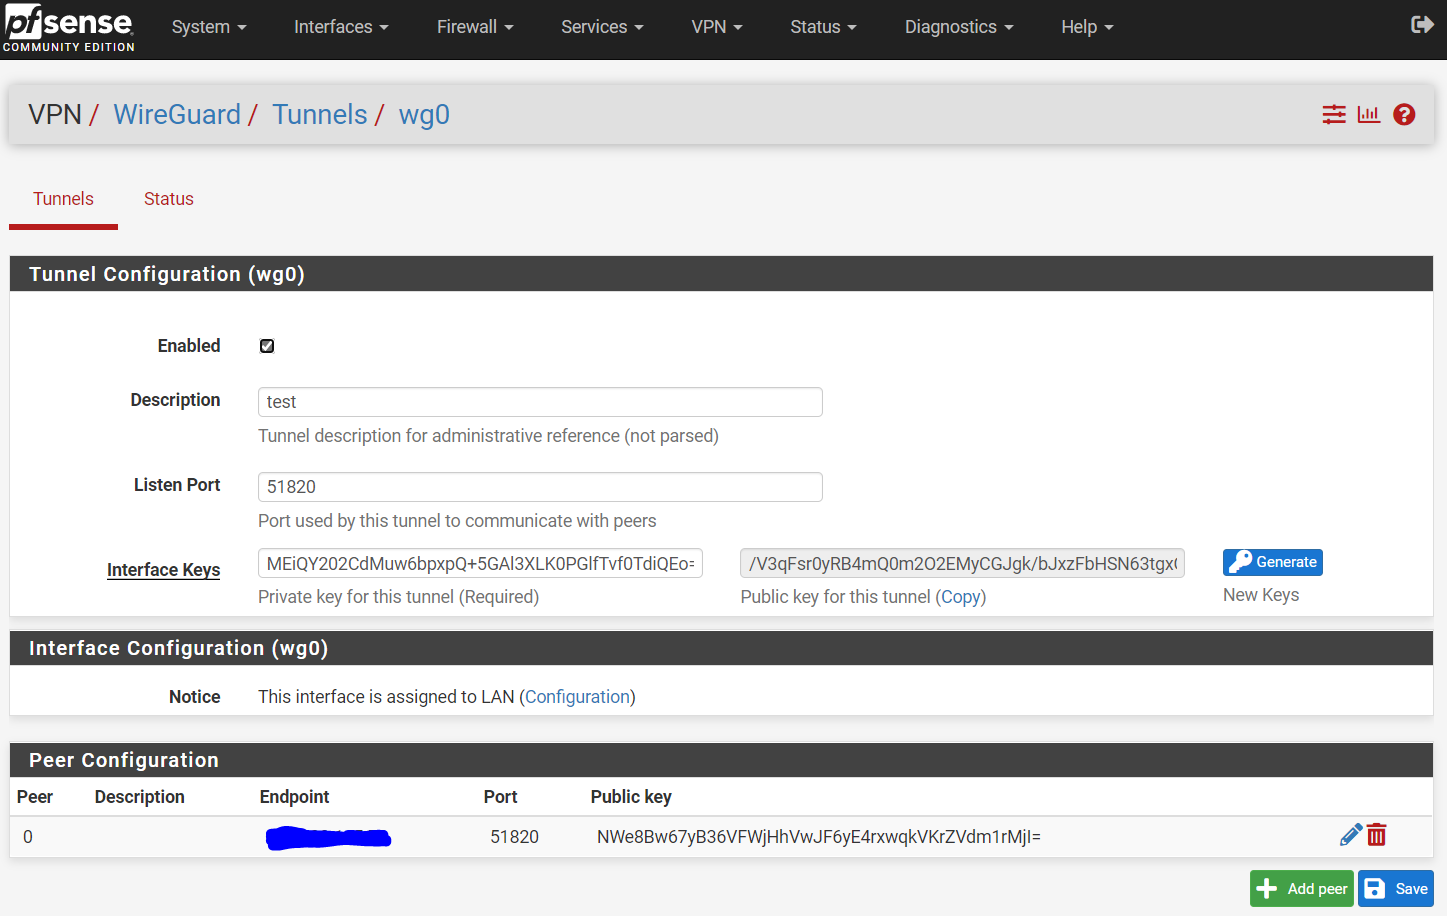 pfsense
COMMUNITY EDITION
System Interfaces Firewall Services VPN Status Diagnostics Help
VPN / WireGuard / Tunnels / wg0
Tunnels Status
Tunnel Configuration (wg0)
Enabled
Description test
Tunnel description for administrative reference (not parsed)
Listen Port 51820
Port used by this tunnel to communicate with peers
Interface Keys MEiQY202CdMuw6bpxpQ+5GAl3XLK0PGlfTvf0TdiQEo= /V3qFsr0yRB4mQ0m2O2EMyCGJgk/bJxzFbHSN63tgx Generate
Private key for this tunnel (Required) Public key for this tunnel (Copy) New Keys
Interface Configuration (wg0)
Notice This interface is assigned to LAN (Configuration)
Peer Configuration
Peer Description Endpoint Port Public key
0 51820 NWe8Bw67yB36VFWjHhVwJF6yE4rxwqkVKrZVdm1rMjI=
Add peer Save